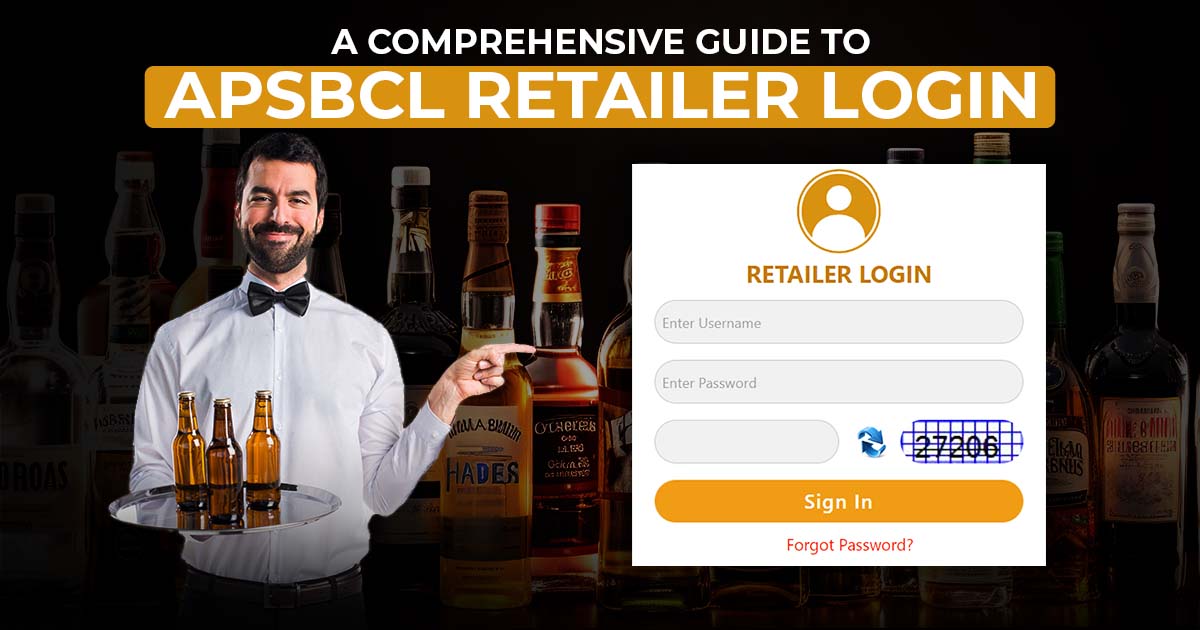 A COMPREHENSIVE GUIDE TO
APSBCL RETAILER LOGIN
RETAILER LOGIN
Enter Username
Enter Password
27206
Sign In
Forgot Password?
HADES